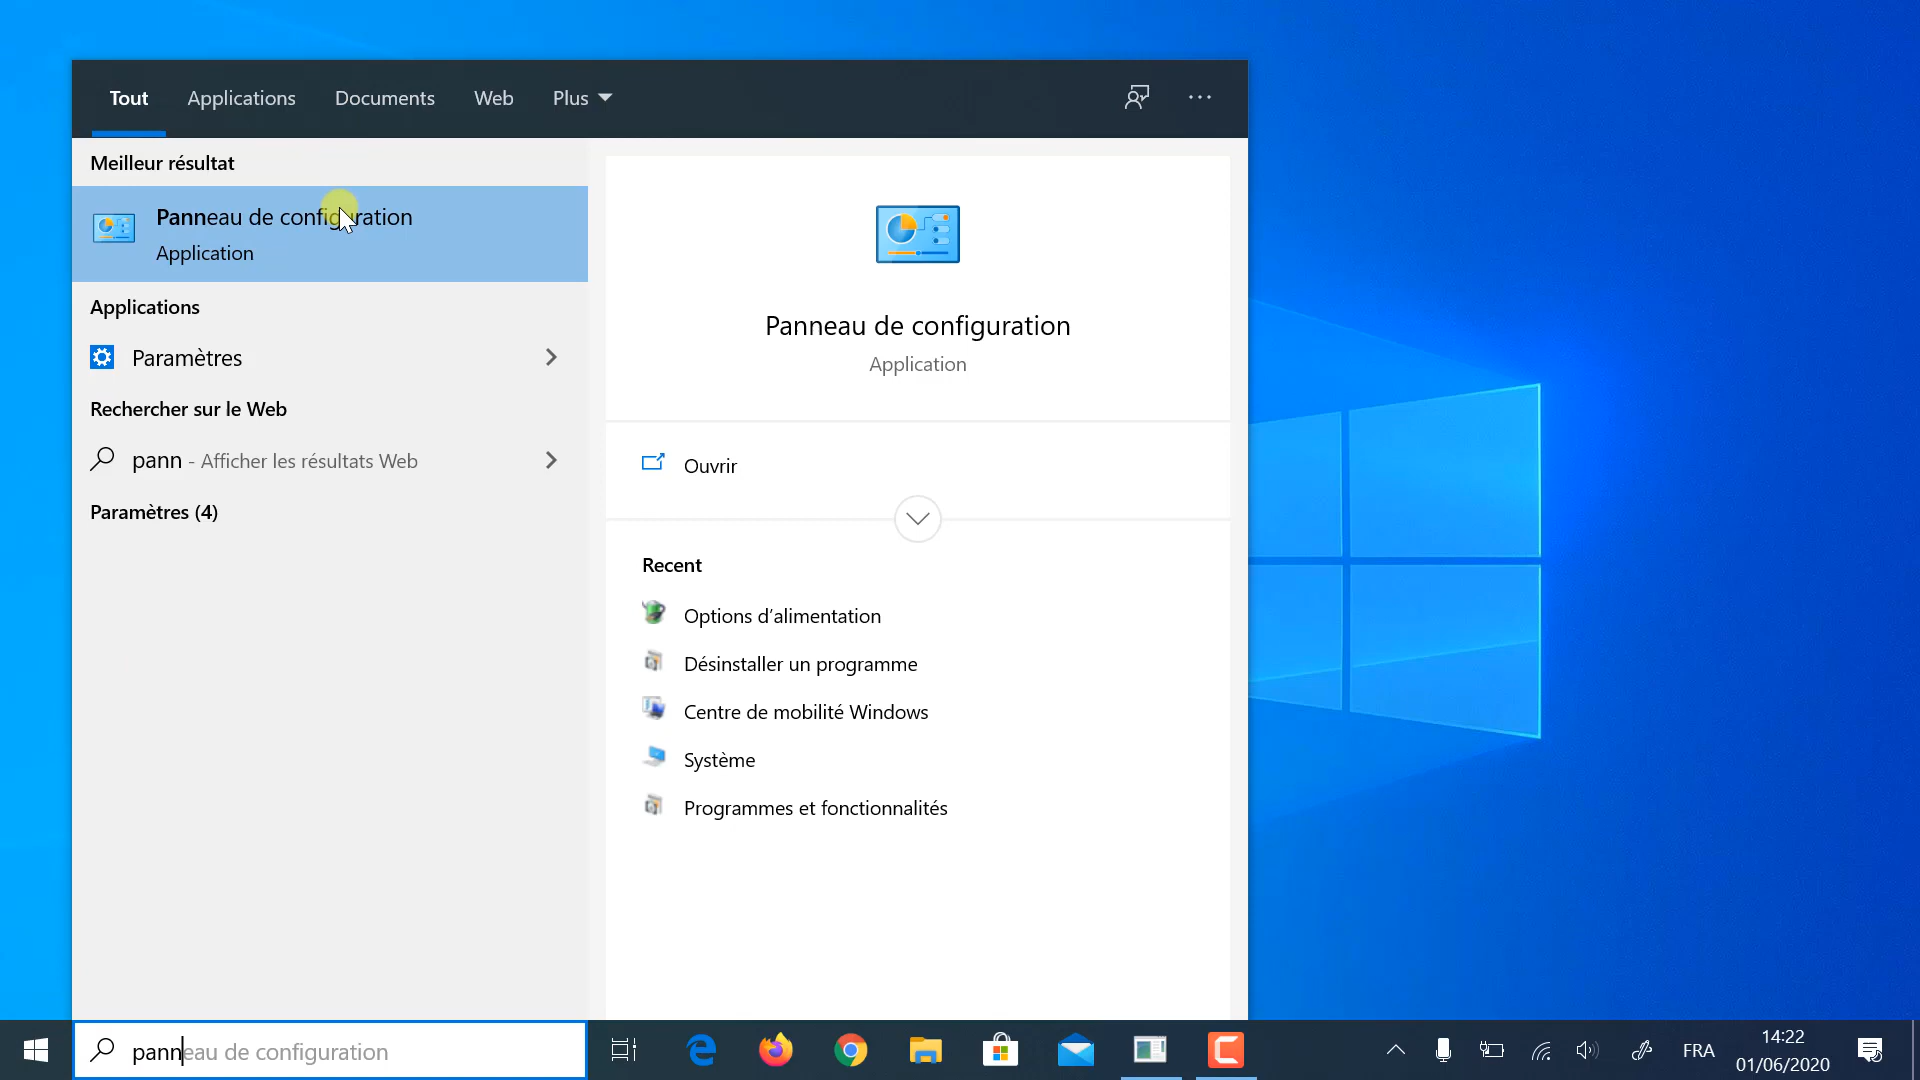 Tout Applications Documents Web Plus
Meilleur résultat
Panneau de configuration
Application
Applications
Paramètres
Rechercher sur le Web
pann - Afficher les résultats Web
Paramètres (4)
Panneau de configuration
Application
Ouvrir
Recent
Options d’alimentation
Désinstaller un programme
Centre de mobilité Windows
Système
Programmes et fonctionnalités
panneau de configuration
FRA
14:22
01/06/2020